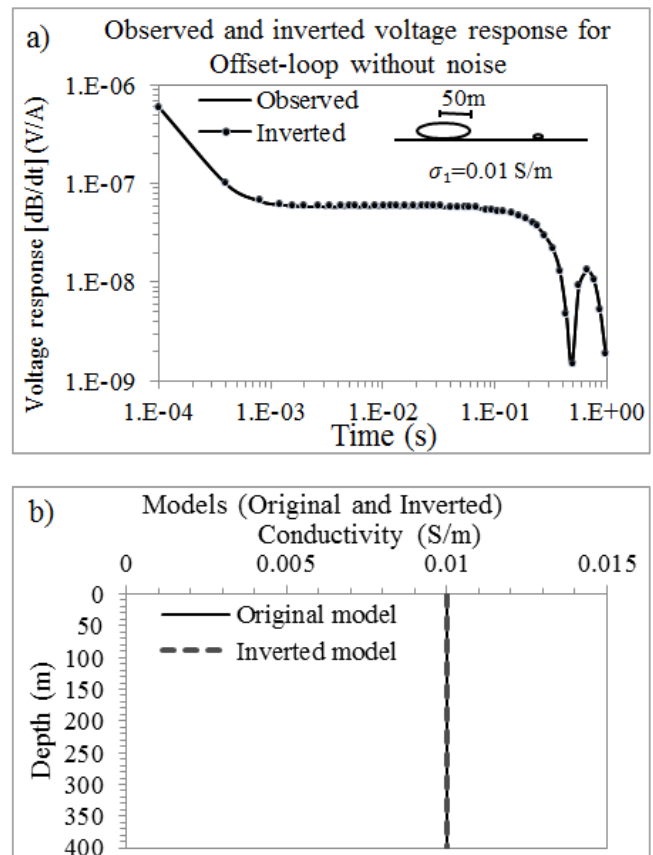 a)
Observed and inverted voltage response for
Offset-loop without noise
Voltage response [dB/dt] (V/A)
1.E-06
1.E-07
1.E-08
1.E-09
Observed
Inverted
50m
σ₁=0.01 S/m
1.E-04
1.E-03
1.E-02
1.E-01
1.E+00
Time (s)
b)
Models (Original and Inverted)
Conductivity (S/m)
0
0.005
0.01
0.015
Depth (m)
0
50
100
150
200
250
300
350
400
Original model
Inverted model